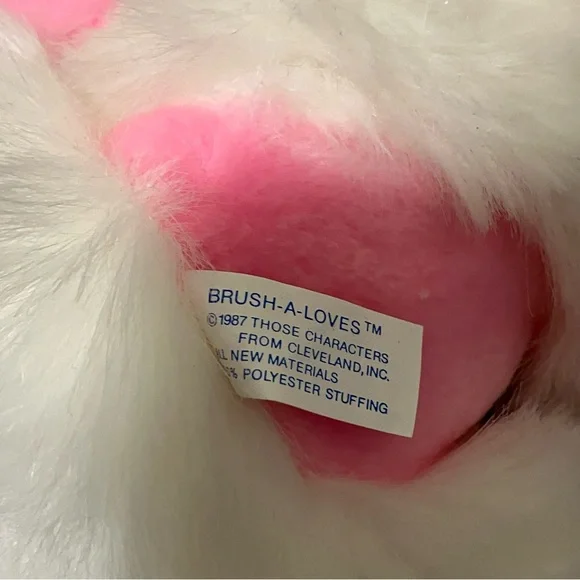 BRUSH-A-LOVES™
©1987 THOSE CHARACTERS
FROM CLEVELAND, INC.
LL NEW MATERIALS
% POLYESTER STUFFING